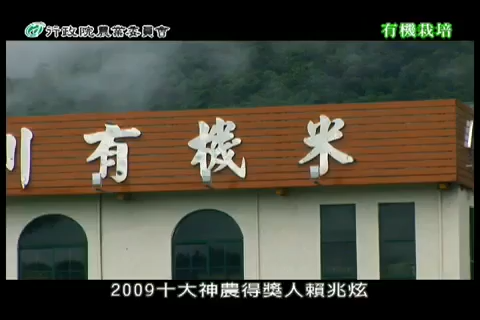 行政院農業委員會
有機栽培
川有機米
2009十大神農得獎人賴兆炫